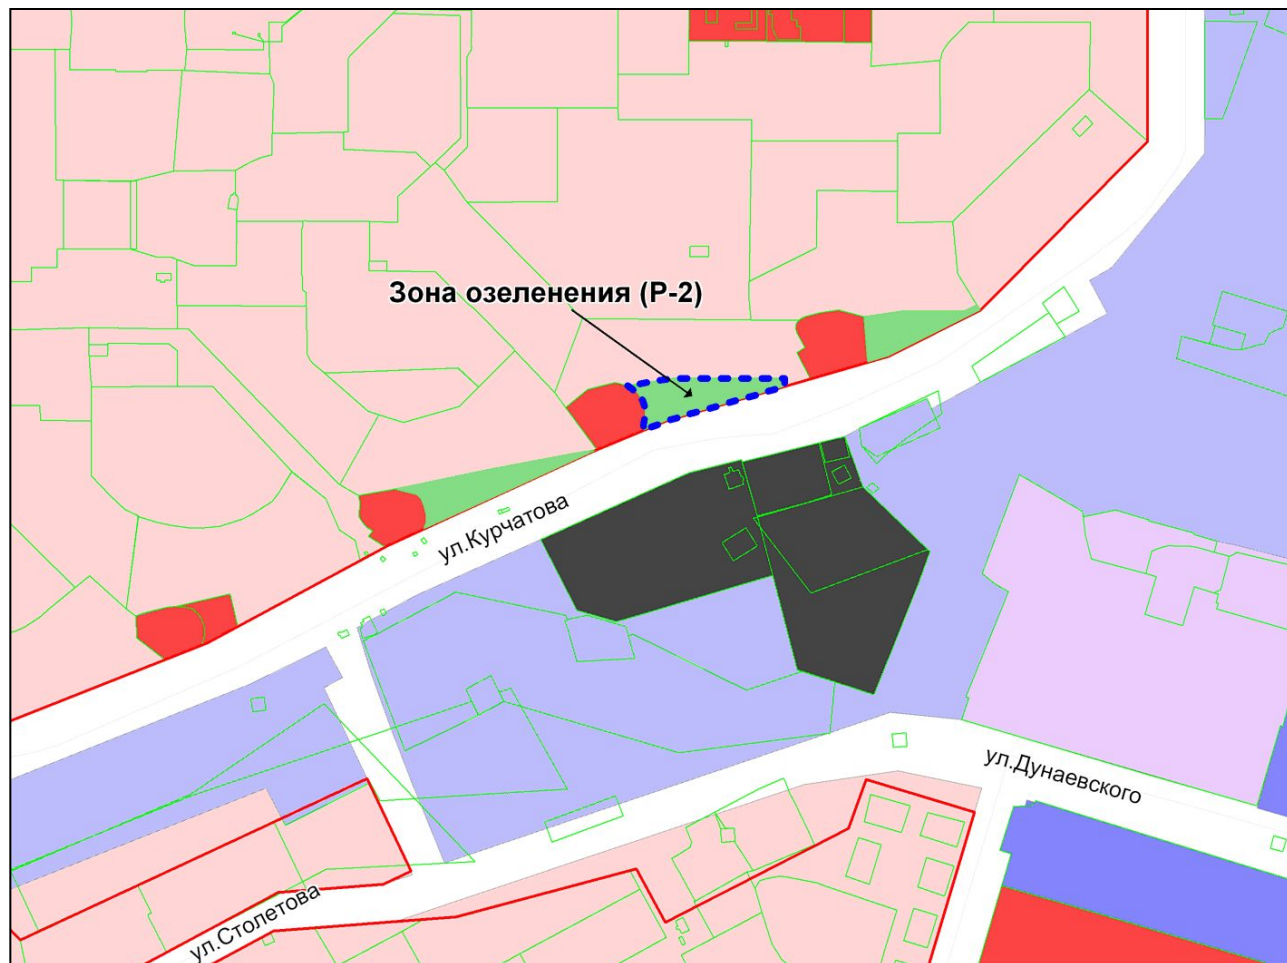 Зона озеленения (Р-2)
ул.Курчатова
ул.Дунаевского
ул.Столетова